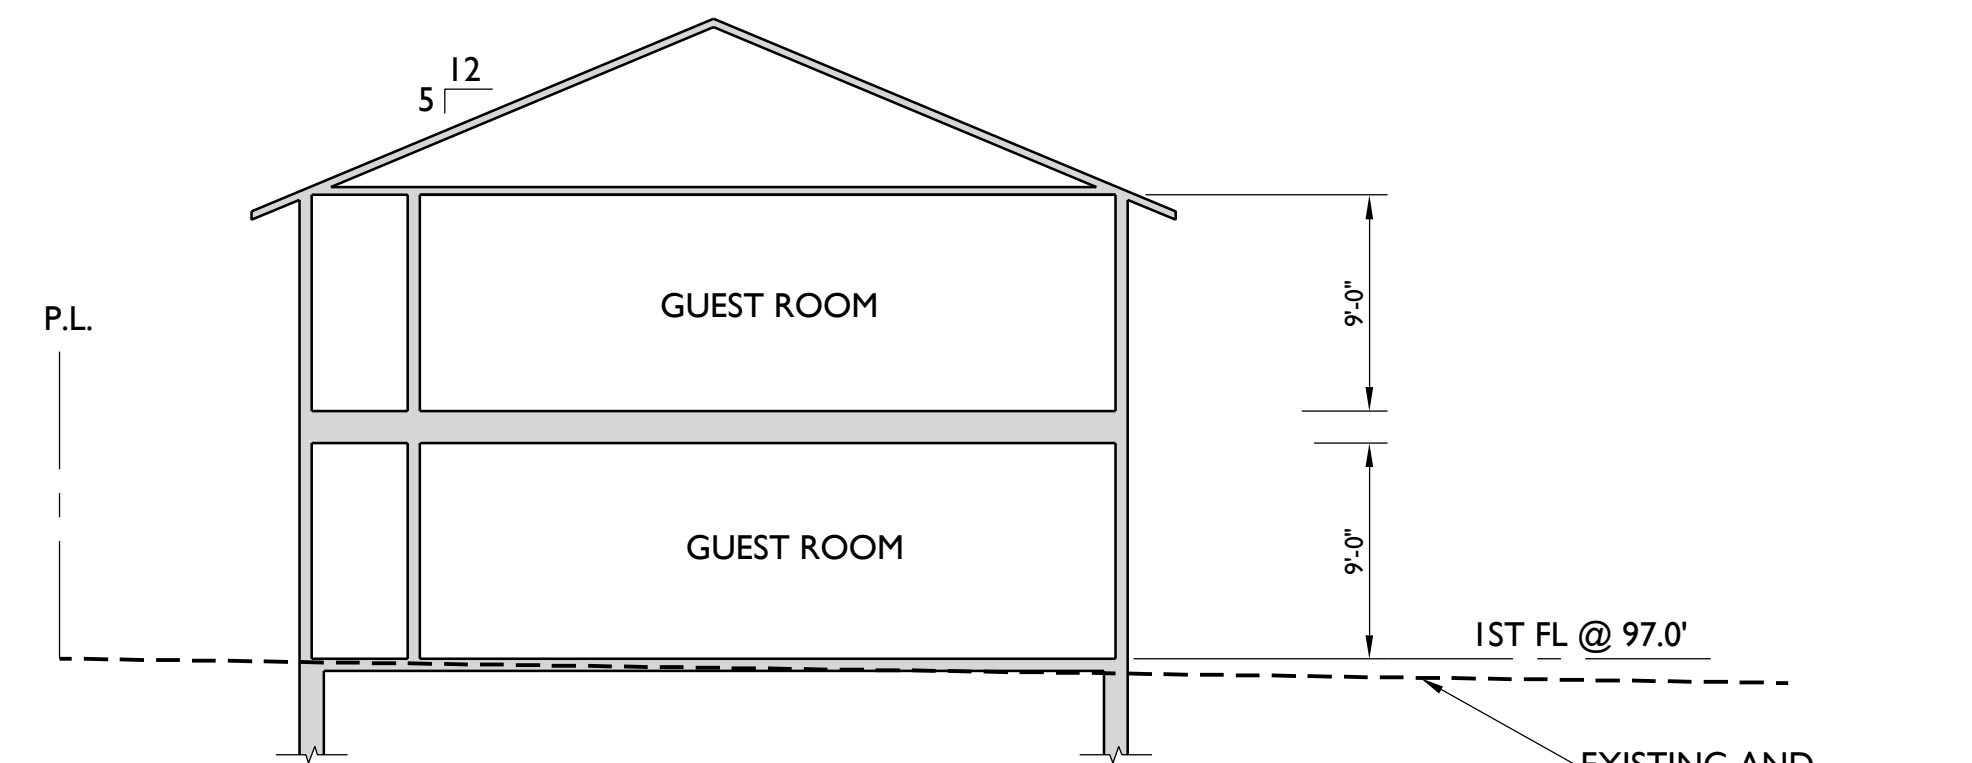 12
5
GUEST ROOM
9'-0"
P.L.
GUEST ROOM
9'-0"
1ST FL @ 97.0'
EXISTING AND